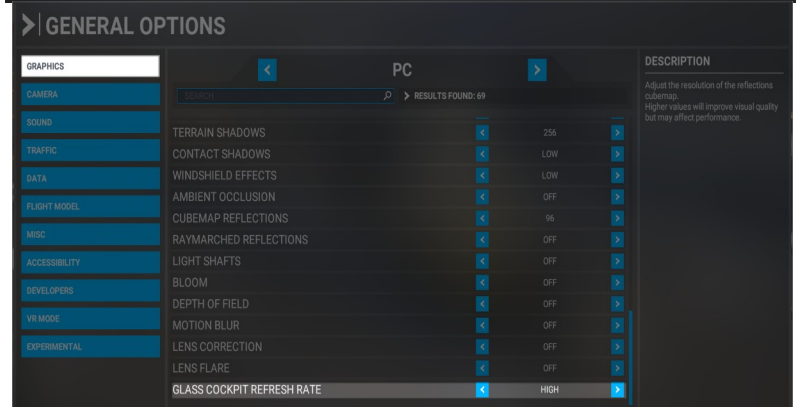 GENERAL OPTIONS
GRAPHICS
CAMERA
SOUND
TRAFFIC
DATA
FLIGHT MODEL
MISC
ACCESSIBILITY
DEVELOPERS
VR MODE
EXPERIMENTAL
PC
SEARCH
RESULTS FOUND: 69
TERRAIN SHADOWS 256
CONTACT SHADOWS LOW
WINDSHIELD EFFECTS LOW
AMBIENT OCCLUSION OFF
CUBEMAP REFLECTIONS 96
RAYMARCHED REFLECTIONS OFF
LIGHT SHAFTS OFF
BLOOM OFF
DEPTH OF FIELD OFF
MOTION BLUR OFF
LENS CORRECTION OFF
LENS FLARE OFF
GLASS COCKPIT REFRESH RATE HIGH
DESCRIPTION
Adjust the resolution of the reflections
cubemap.
Higher values will improve visual quality
but may affect performance.